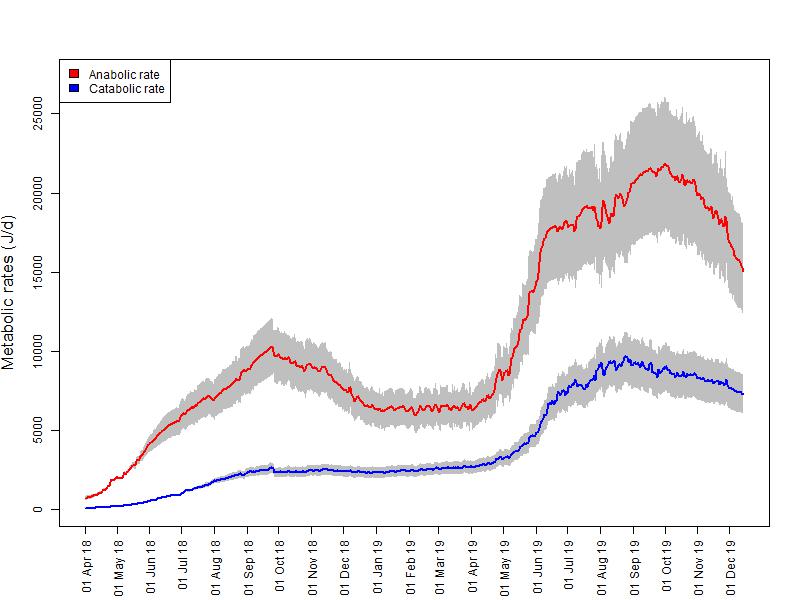 Anabolic rate
Catabolic rate
Metabolic rates (J/d)
25000
20000
15000
10000
5000
0
01 Apr 18
01 May 18
01 Jun 18
01 Jul 18
01 Aug 18
01 Sep 18
01 Oct 18
01 Nov 18
01 Dec 18
01 Jan 19
01 Feb 19
01 Mar 19
01 Apr 19
01 May 19
01 Jun 19
01 Jul 19
01 Aug 19
01 Sep 19
01 Oct 19
01 Nov 19
01 Dec 19